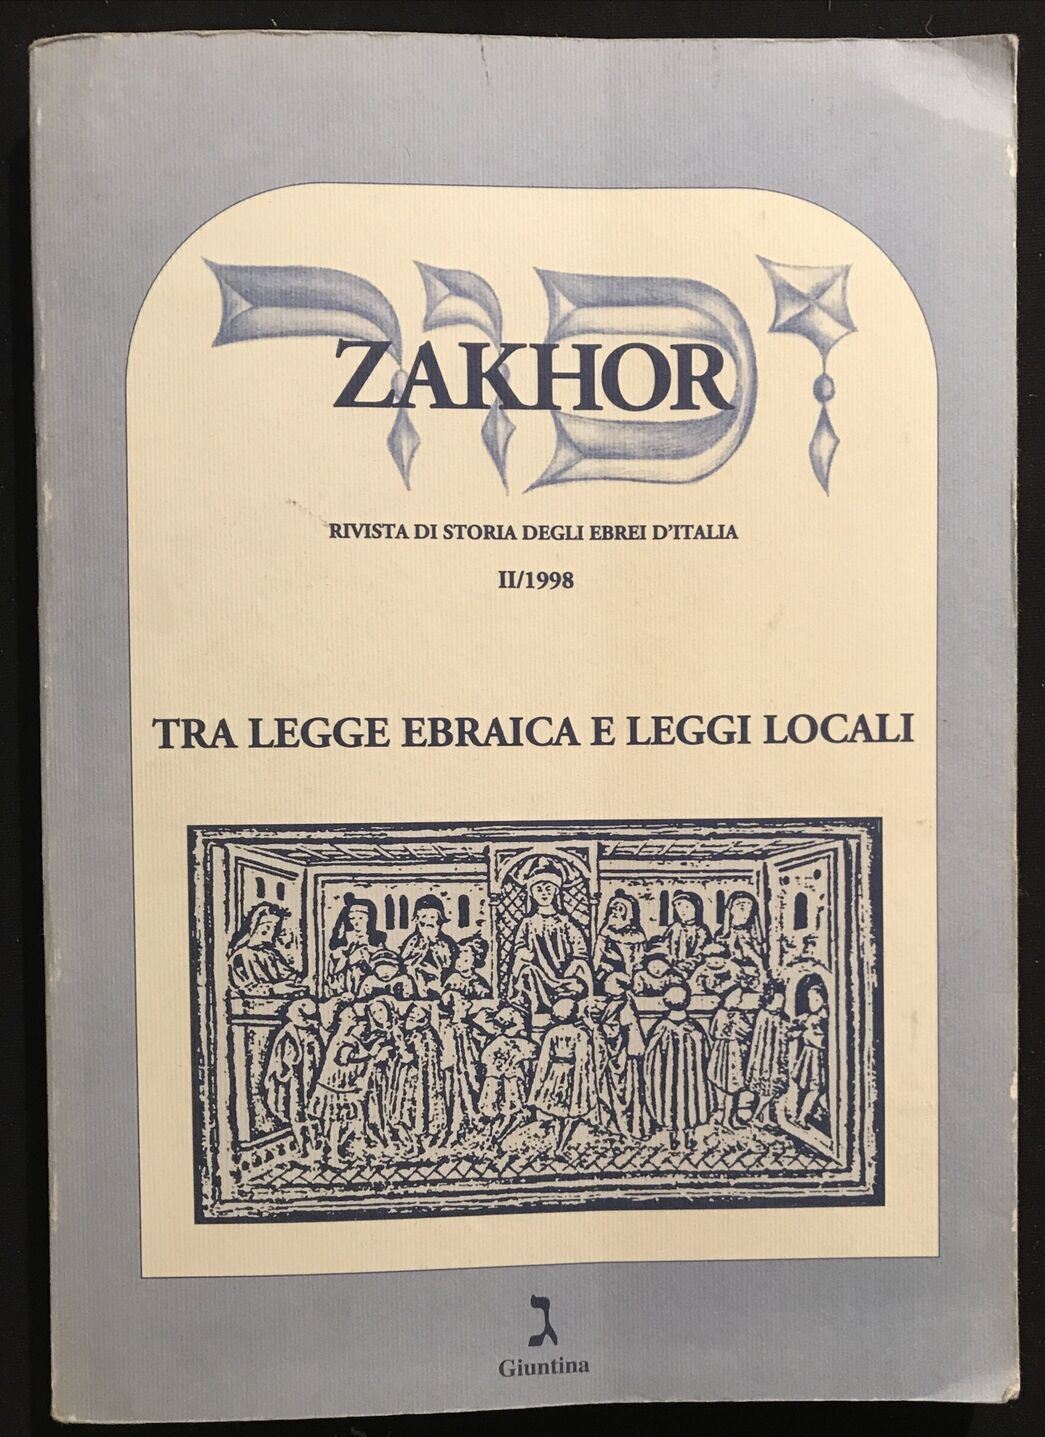 זכור
ZAKHOR
RIVISTA DI STORIA DEGLI EBREI D'ITALIA
II/1998
TRA LEGGE EBRAICA E LEGGI LOCALI
ג
Giuntina